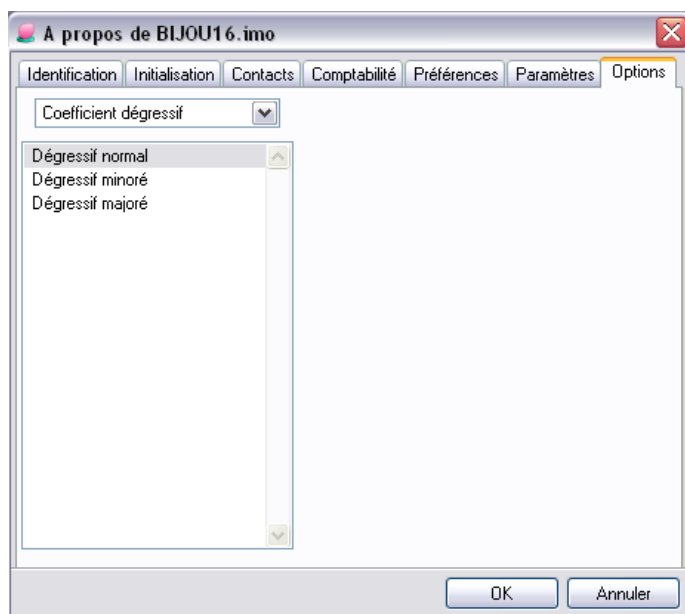 A propos de BIJOU16.imo
Identification Initialisation Contacts Comptabilité Préférences Paramètres Options
Coefficient dégressif
Dégressif normal
Dégressif minoré
Dégressif majoré
OK Annuler